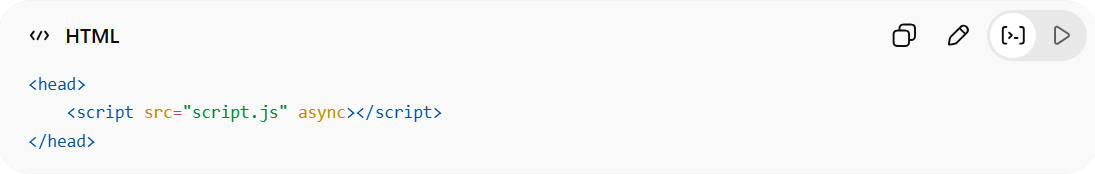 HTML
<head>
    <script src="script.js" async></script>
</head>